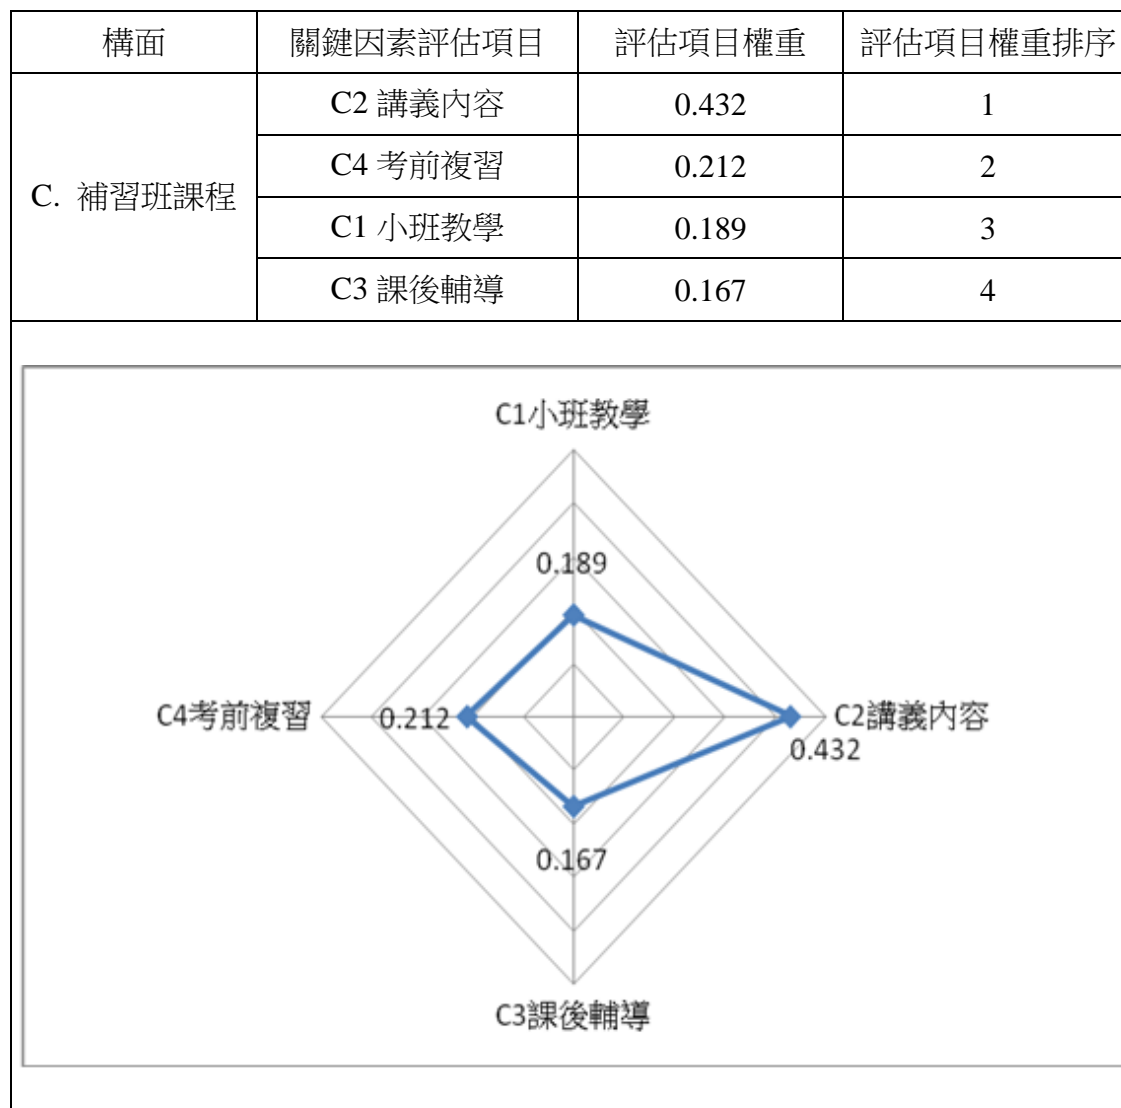 構面 關鍵因素評估項目 評估項目權重 評估項目權重排序
C. 補習班課程
C2 講義內容 0.432 1
C4 考前複習 0.212 2
C1 小班教學 0.189 3
C3 課後輔導 0.167 4
C1小班教學
0.189
C4考前複習 0.212 C2講義內容
0.432
0.167
C3課後輔導